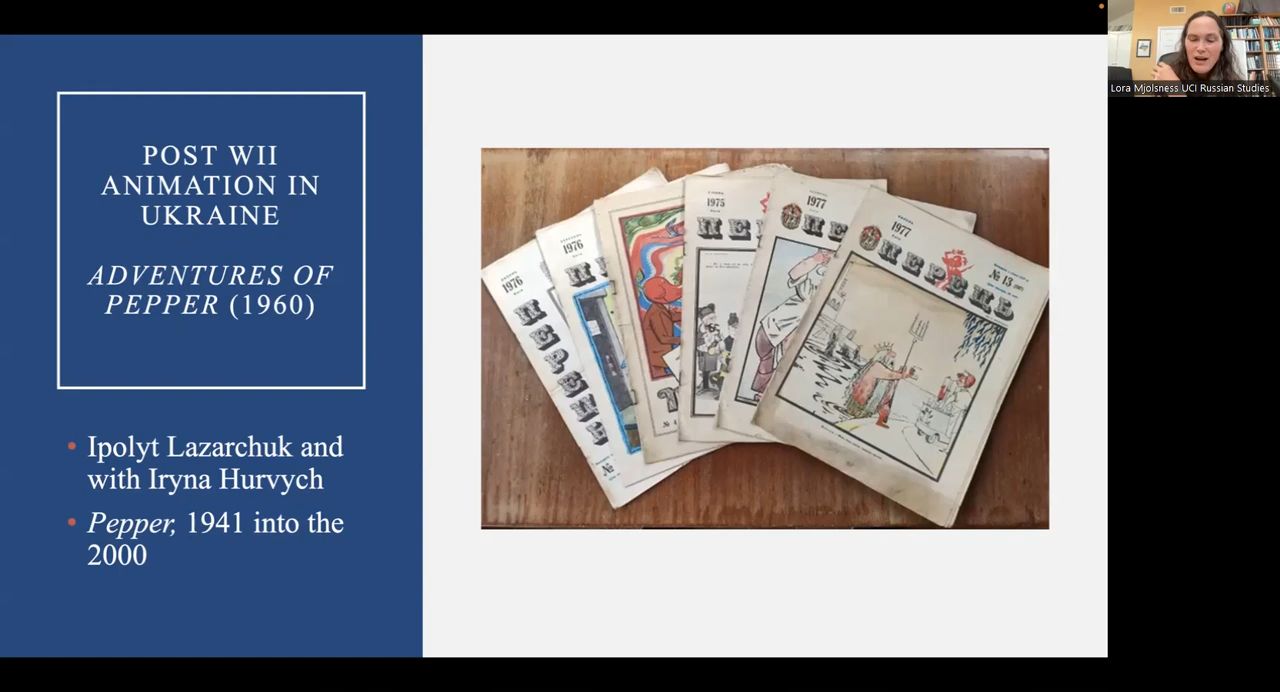 POST WII
ANIMATION IN
UKRAINE
ADVENTURES OF
PEPPER (1960)
• Ipolyt Lazarchuk and
with Iryna Hurvych
• Pepper, 1941 into the
2000
1976
ПЕРЕЦЬ
1976
1975
1977
1977
ПЕРЕЦЬ
№ 13
Lora Mjolsness UCI Russian Studies